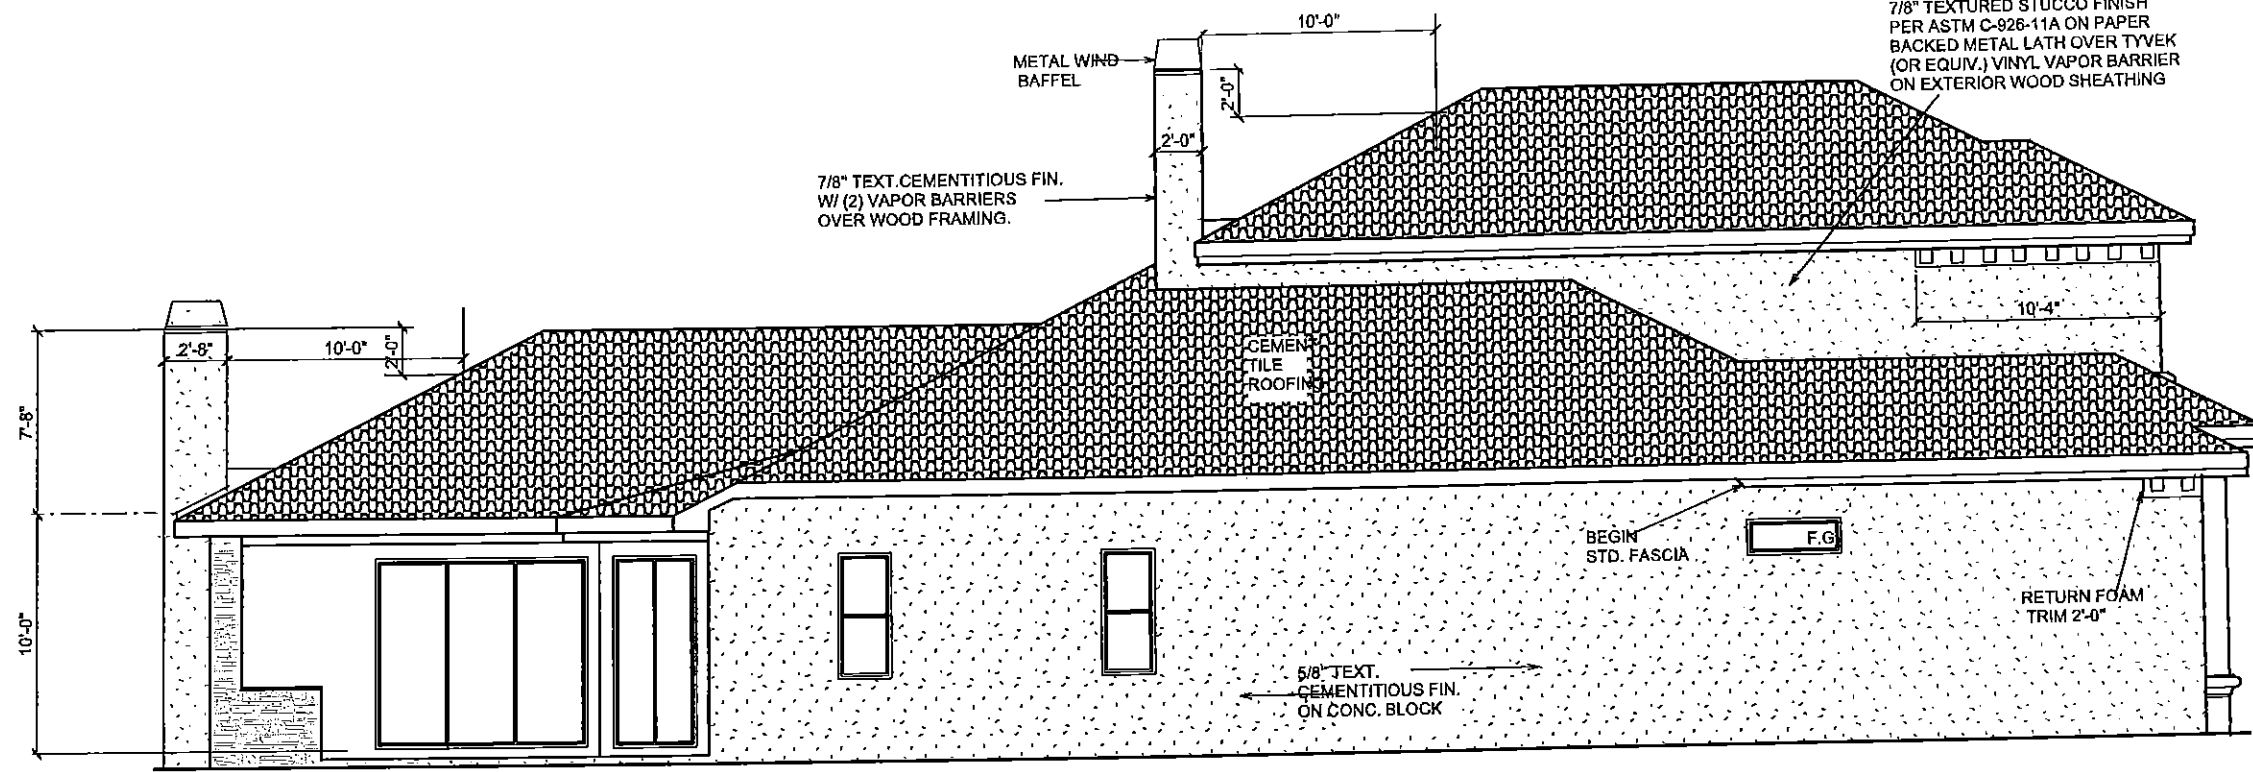 7/8" TEXTURED STUCCO FINISH
PER ASTM C-926-11A ON PAPER
BACKED METAL LATH OVER TYVEK
(OR EQUIV.) VINYL VAPOR BARRIER
ON EXTERIOR WOOD SHEATHING
10'-0"
METAL WIND
BAFFEL
2'-0"
2'-0"
7/8" TEXT.CEMENTITIOUS FIN.
W/ (2) VAPOR BARRIERS
OVER WOOD FRAMING.
10'-4"
2'-8"
10'-0"
2'-0"
CEMENT
TILE
ROOFING
7'-8"
BEGIN
STD. FASCIA
F.G
RETURN FOAM
TRIM 2'-0"
10'-0"
5/8" TEXT.
CEMENTITIOUS FIN.
ON CONC. BLOCK